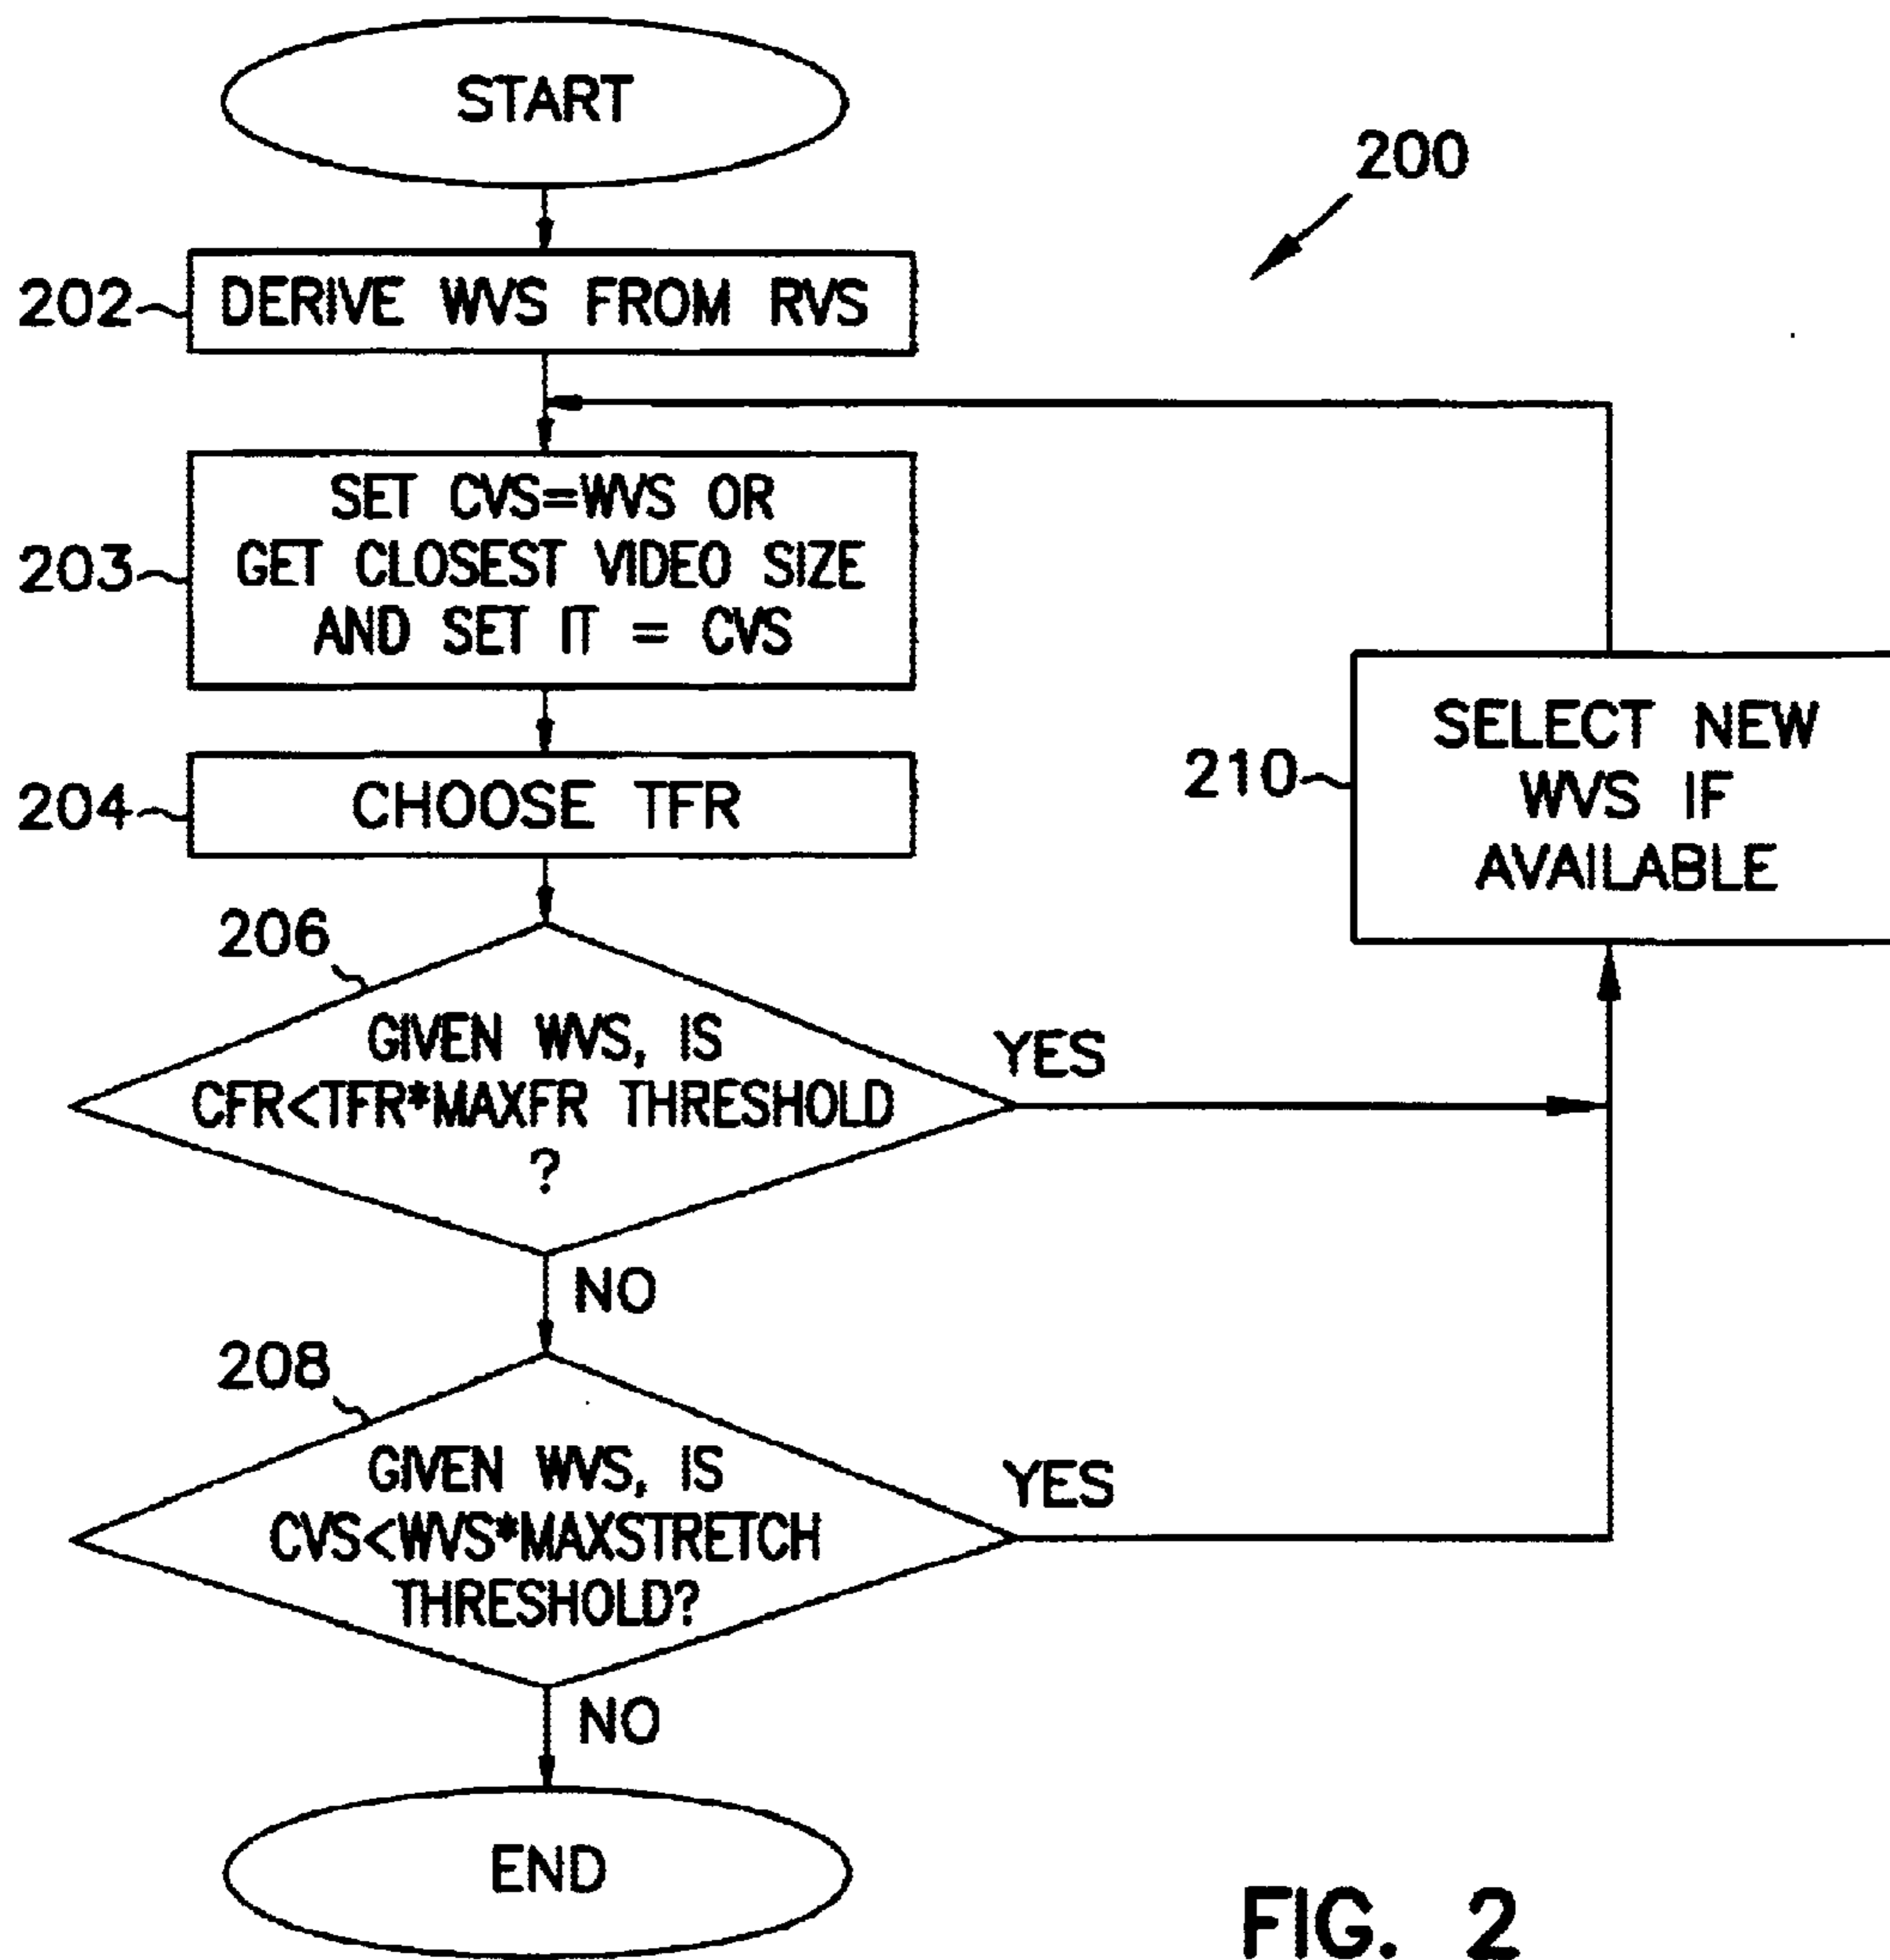 START
200
202
DERIVE WVS FROM RVS
203
SET CVS=WVS OR
GET CLOSEST VIDEO SIZE
AND SET IT = CVS
204
CHOOSE TFR
210
SELECT NEW
WVS IF
AVAILABLE
206
GIVEN WVS, IS
CFR<TFR*MAXFR THRESHOLD
?
YES
NO
208
GIVEN WVS, IS
CVS<WVS*MAXSTRETCH
THRESHOLD?
YES
NO
END
FIG. 2